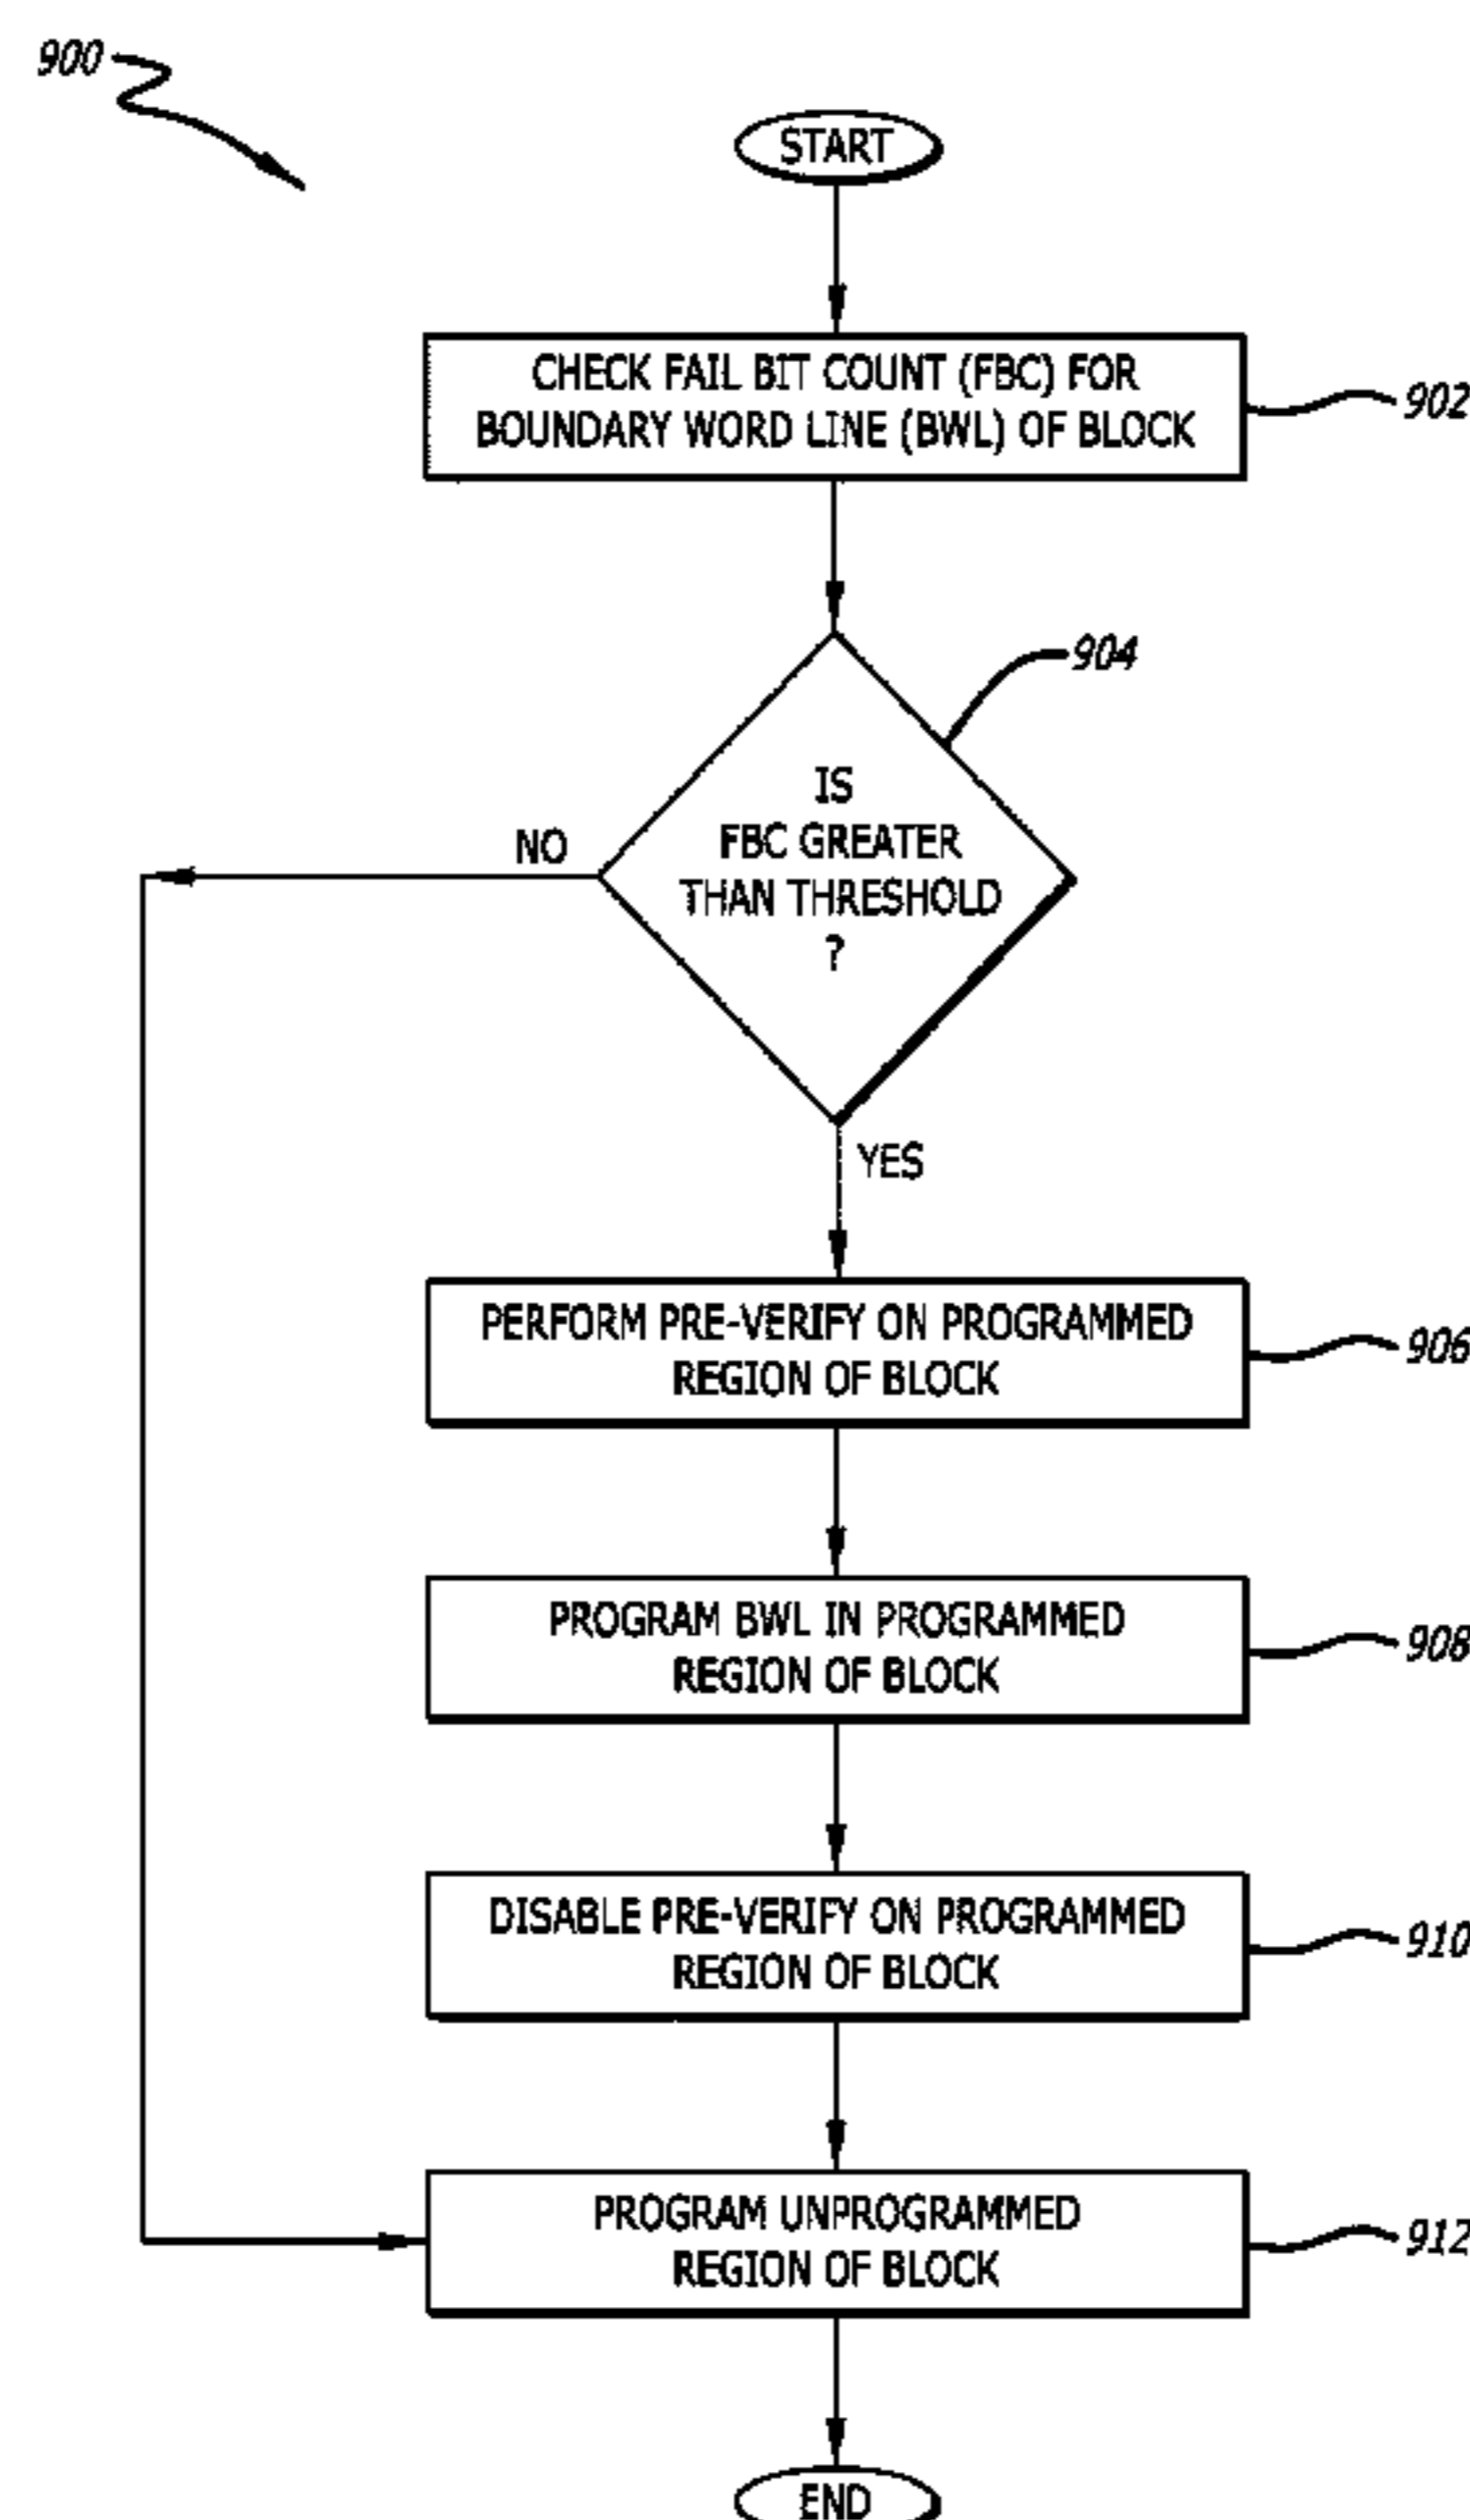 900
START
CHECK FAIL BIT COUNT (FBC) FOR
BOUNDARY WORD LINE (BWL) OF BLOCK
902
904
IS
FBC GREATER
THAN THRESHOLD
?
NO
YES
PERFORM PRE-VERIFY ON PROGRAMMED
REGION OF BLOCK
906
PROGRAM BWL IN PROGRAMMED
REGION OF BLOCK
908
DISABLE PRE-VERIFY ON PROGRAMMED
REGION OF BLOCK
910
PROGRAM UNPROGRAMMED
REGION OF BLOCK
912
END